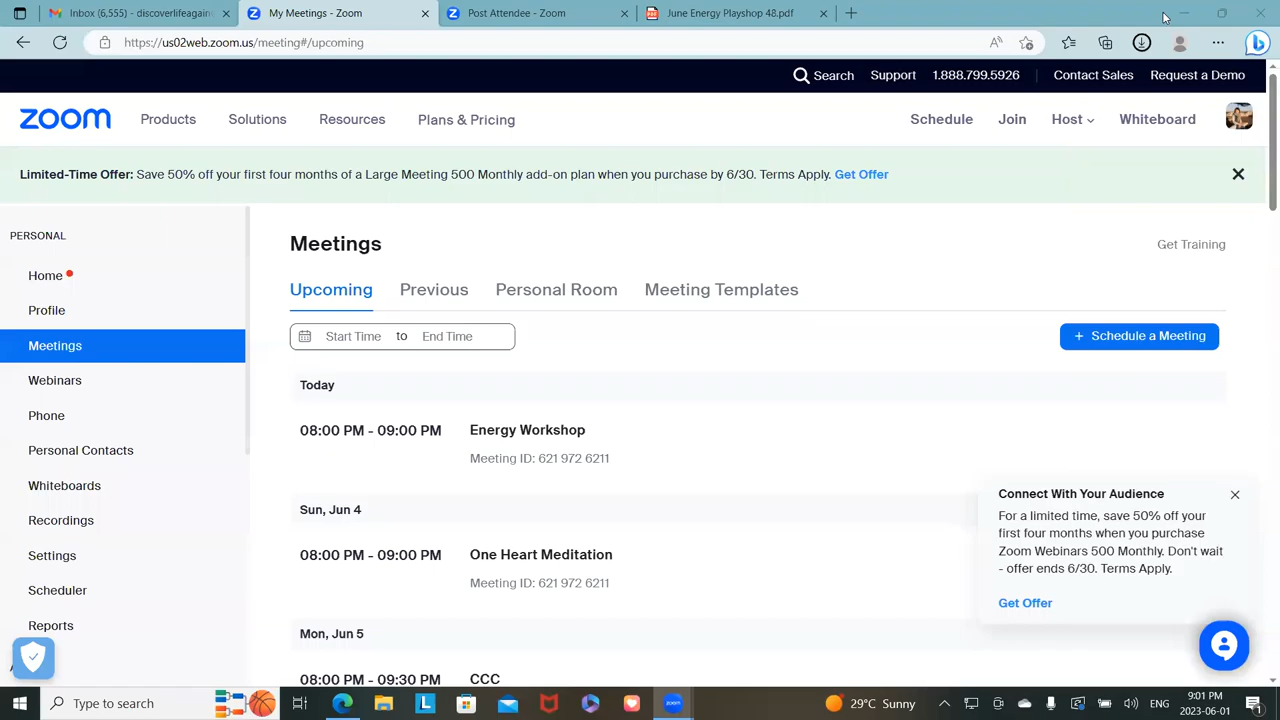 Inbox (6,555) - discoverlifeagain
My Meetings - Zoom
Post Attendee - Zoom
June Energy Playshop 48.pdf
https://us02web.zoom.us/meeting#/upcoming
Search
Support
1.888.799.5926
Contact Sales
Request a Demo
zoom
Products
Solutions
Resources
Plans & Pricing
Schedule
Join
Host
Whiteboard
Limited-Time Offer: Save 50% off your first four months of a Large Meeting 500 Monthly add-on plan when you purchase by 6/30. Terms Apply. Get Offer
PERSONAL
Home
Profile
Meetings
Webinars
Phone
Personal Contacts
Whiteboards
Recordings
Settings
Scheduler
Reports
Meetings
Get Training
Upcoming
Previous
Personal Room
Meeting Templates
Start Time to End Time
+ Schedule a Meeting
Today
08:00 PM - 09:00 PM
Energy Workshop
Meeting ID: 621 972 6211
Sun, Jun 4
08:00 PM - 09:00 PM
One Heart Meditation
Meeting ID: 621 972 6211
Mon, Jun 5
08:00 PM - 09:30 PM
CCC
Connect With Your Audience
For a limited time, save 50% off your
first four months when you purchase
Zoom Webinars 500 Monthly. Don't wait
- offer ends 6/30. Terms Apply.
Get Offer
Type here to search
L
zoom
29°C Sunny
ENG
9:01 PM
2023-06-01
1